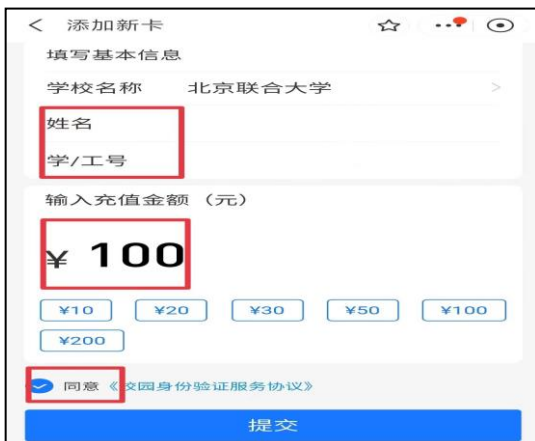 添加新卡
填写基本信息
学校名称 北京联合大学
姓名
学/工号
输入充值金额（元）
¥ 100
¥10 ¥20 ¥30 ¥50 ¥100
¥200
同意《校园身份验证服务协议》
提交